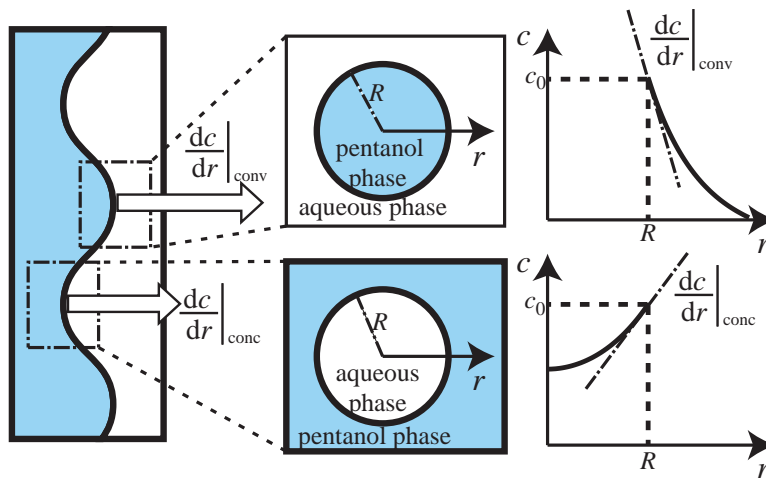 dc
dr|conv
dc
dr|conc
R
r
pentanol
phase
aqueous phase
R
r
aqueous
phase
pentanol phase
c
c0
dc
dr|conv
R
r
c
c0
dc
dr|conc
R
r